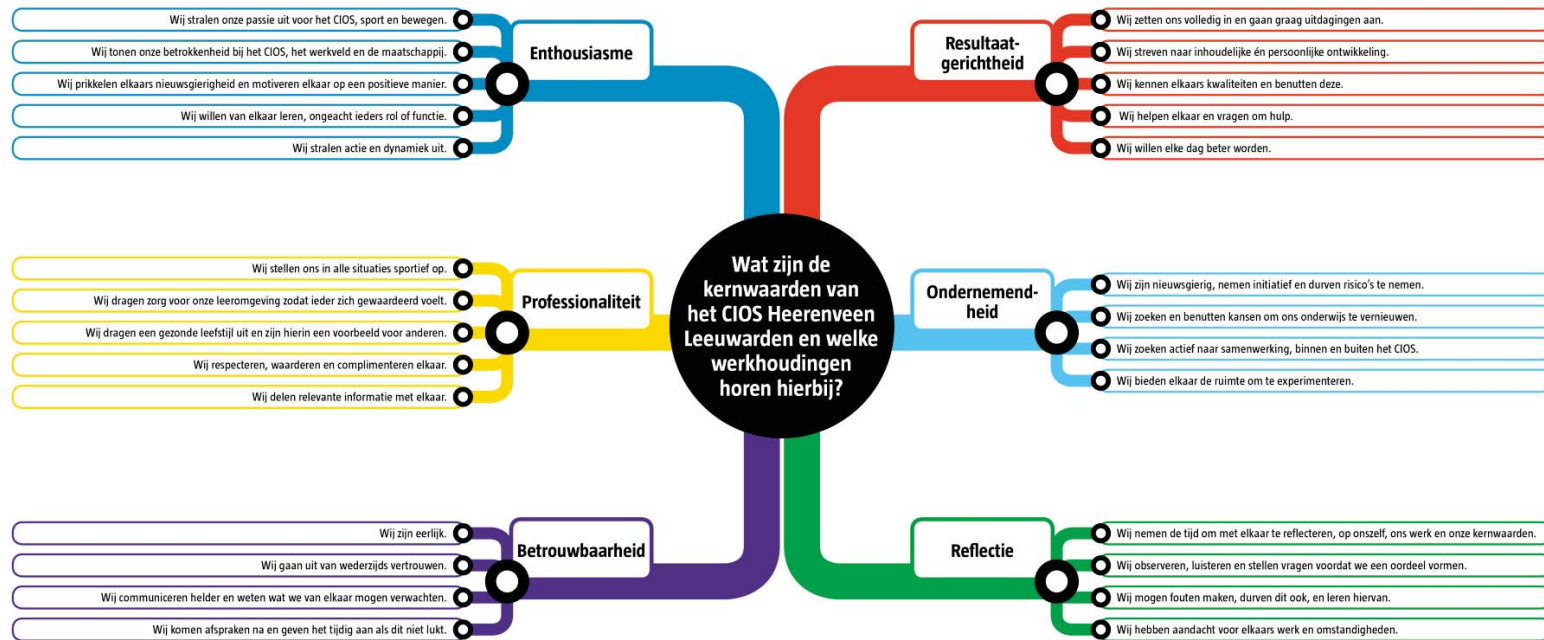 Wij stralen onze passie uit voor het CIOS, sport en bewegen.
Wij tonen onze betrokkenheid bij het CIOS, het werkveld en de maatschappij.
Wij prikkelen elkaars nieuwsgierigheid en motiveren elkaar op een positieve manier.
Wij willen van elkaar leren, ongeacht ieders rol of functie.
Wij stralen actie en dynamiek uit.
Enthousiasme
Resultaat-
gerichtheid
Wij zetten ons volledig in en gaan graag uitdagingen aan.
Wij streven naar inhoudelijke én persoonlijke ontwikkeling.
Wij kennen elkaars kwaliteiten en benutten deze.
Wij helpen elkaar en vragen om hulp.
Wij willen elke dag beter worden.
Wij stellen ons in alle situaties sportief op.
Wij dragen zorg voor onze leeromgeving zodat ieder zich gewaardeerd voelt.
Wij dragen een gezonde leefstijl uit en zijn hierin een voorbeeld voor anderen.
Wij respecteren, waarderen en complimenteren elkaar.
Wij delen relevante informatie met elkaar.
Professionaliteit
Wat zijn de
kernwaarden van
het CIOS Heerenveen
Leeuwarden en welke
werkhoudingen
horen hierbij?
Ondernemend-
heid
Wij zijn nieuwsgierig, nemen initiatief en durven risico's te nemen.
Wij zoeken en benutten kansen om ons onderwijs te vernieuwen.
Wij zoeken actief naar samenwerking, binnen en buiten het CIOS.
Wij bieden elkaar de ruimte om te experimenteren.
Wij zijn eerlijk.
Wij gaan uit van wederzijds vertrouwen.
Wij communiceren helder en weten wat we van elkaar mogen verwachten.
Wij komen afspraken na en geven het tijdig aan als dit niet lukt.
Betrouwbaarheid
Reflectie
Wij nemen de tijd om met elkaar te reflecteren, op onszelf, ons werk en onze kernwaarden.
Wij observeren, luisteren en stellen vragen voordat we een oordeel vormen.
Wij mogen fouten maken, durven dit ook, en leren hiervan.
Wij hebben aandacht voor elkaars werk en omstandigheden.